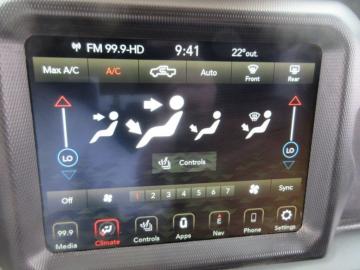 FM 99.9-HD 9:41 22° out.
Max A/C A/C Auto Front Rear
LO LO
Controls
Off 1 2 3 4 5 6 7 Sync
99.9
Media Climate Controls Apps Nav Phone Settings